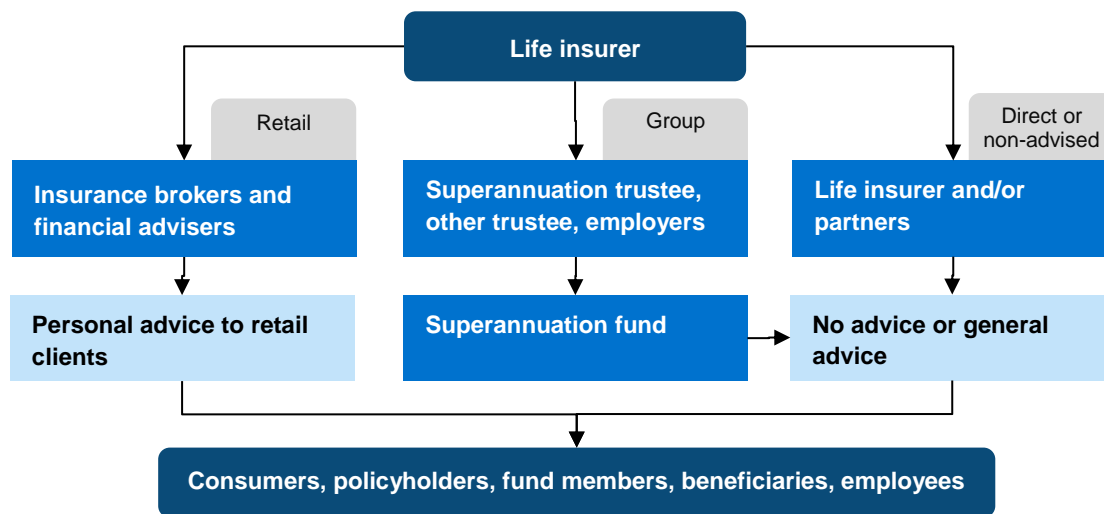 Life insurer
Retail
Group
Direct or
non-advised
Insurance brokers and
financial advisers
Superannuation trustee,
other trustee, employers
Life insurer and/or
partners
Personal advice to retail
clients
Superannuation fund
No advice or general
advice
Consumers, policyholders, fund members, beneficiaries, employees